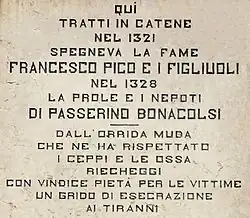 QUI
TRATTI IN CATENE
NEL 1321
SPEGNEVA LA FAME
FRANCESCO PICO E I FIGLIUOLI
NEL 1328
LA PROLE E I NEPOTI
DI PASSERINO BONACOLSI
DALL'ORRIDA MUDA
CHE NE HA RISPETTATO
I CEPPI E LE OSSA
RIECHEGGI
CON VINDICE PIETÀ PER LE VITTIME
UN GRIDO DI ESECRAZIONE
AI TIRANNI